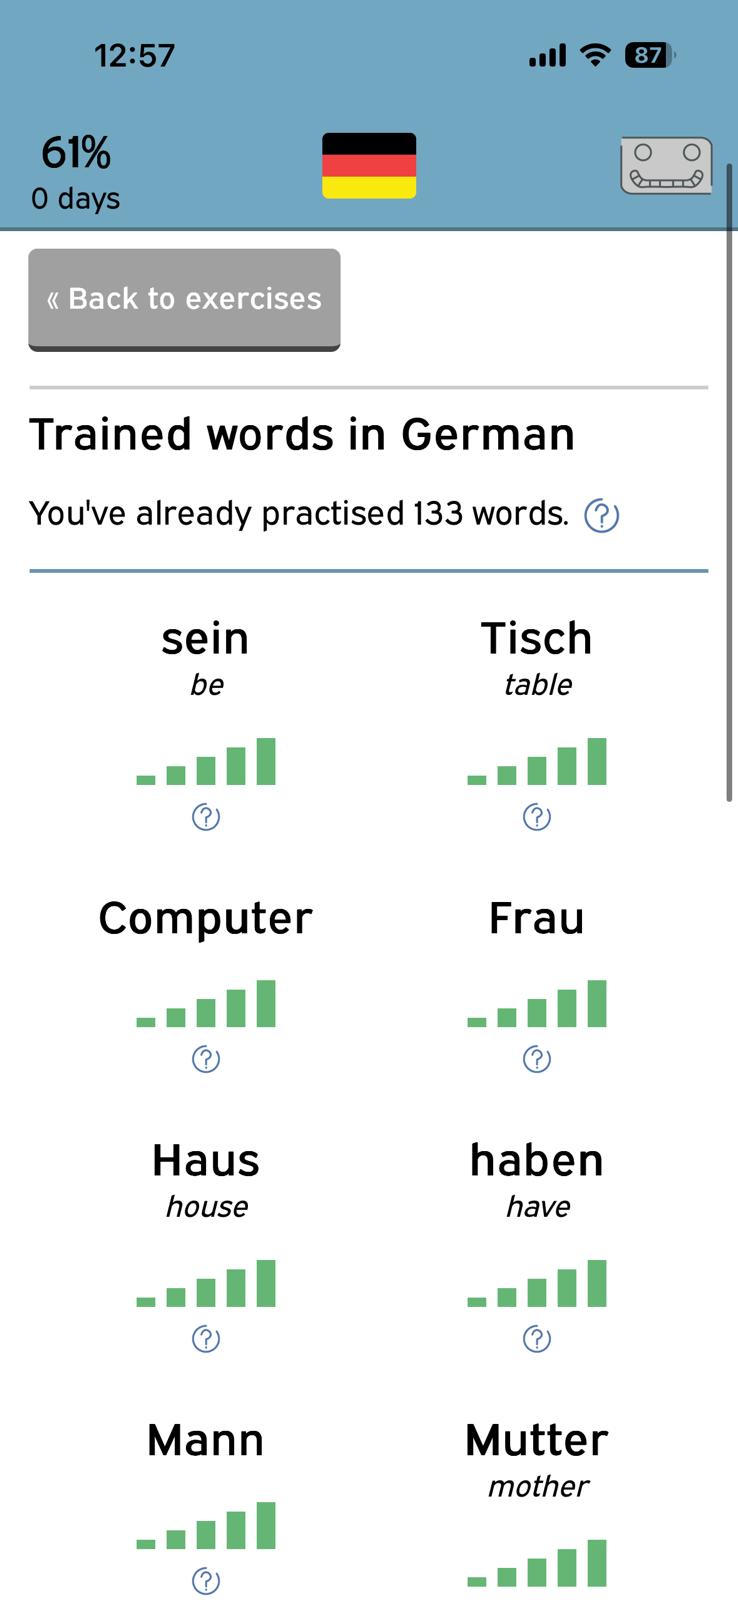 12:57
87
61%
0 days
« Back to exercises
Trained words in German
You've already practised 133 words.
sein
be
Tisch
table
Computer
Frau
Haus
house
haben
have
Mann
Mutter
mother